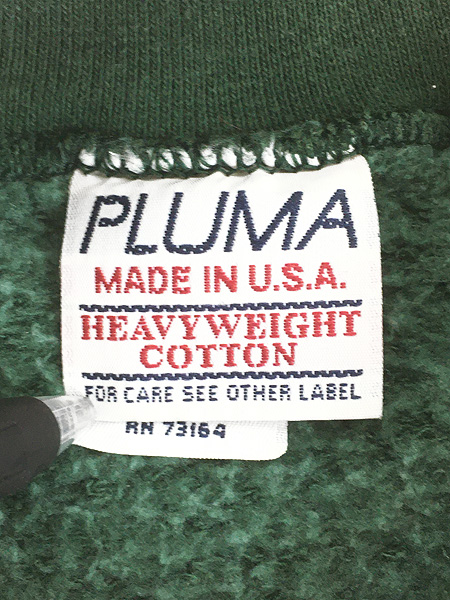 PLUMA
MADE IN U.S.A.
HEAVYWEIGHT
COTTON
FOR CARE SEE OTHER LABEL
RN 73164